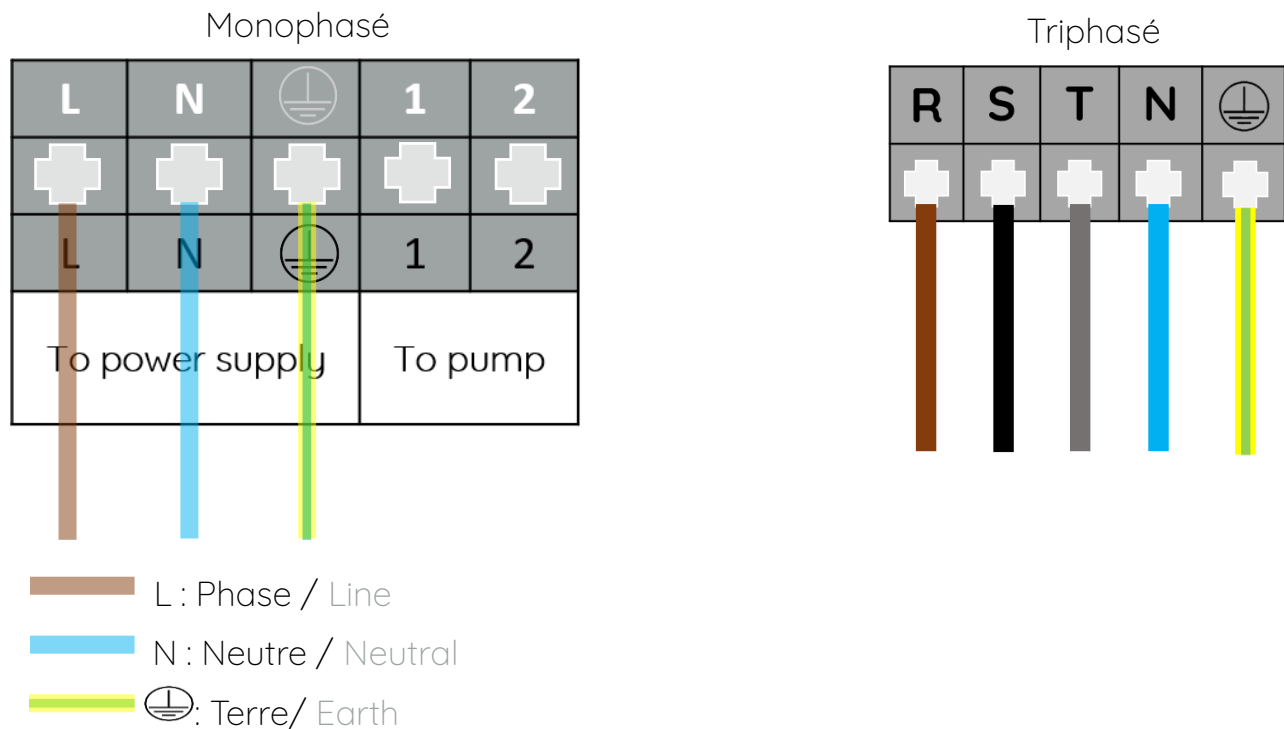 Monophasé
L N 1 2
L N 1 2
To power supply To pump
L : Phase / Line
N : Neutre / Neutral
: Terre/ Earth
Triphasé
R S T N